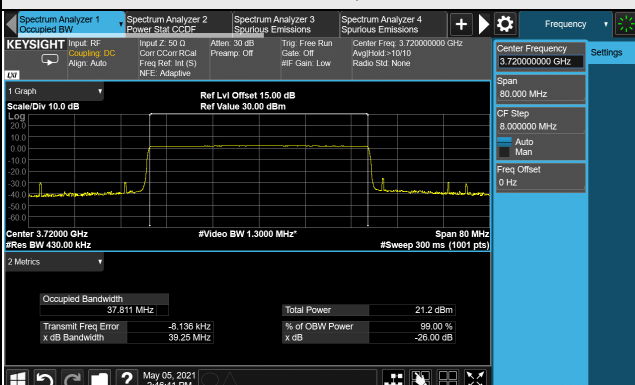 Spectrum Analyzer 1
Occupied BW
Spectrum Analyzer 2
Power Stat CCDF
Spectrum Analyzer 3
Spurious Emissions
Spectrum Analyzer 4
Spurious Emissions
+
Frequency
KEYSIGHT
LXI
Input: RF
Coupling: DC
Align: Auto
Input Z: 50 Ω
Corr CCorr RCal
Freq Ref: Int (S)
NFE: Adaptive
Atten: 30 dB
Preamp: Off
Trig: Free Run
Gate: Off
#IF Gain: Low
Center Freq: 3.720000000 GHz
Avg|Hold:>10/10
Radio Std: None
Center Frequency
3.720000000 GHz
Settings
Span
80.000 MHz
CF Step
8.000000 MHz
Auto
Man
Freq Offset
0 Hz
1 Graph
Scale/Div 10.0 dB
Ref Lvl Offset 15.00 dB
Ref Value 30.00 dBm
Log
20.0
10.0
0.00
-10.0
-20.0
-30.0
-40.0
-50.0
-60.0
Center 3.72000 GHz
#Res BW 430.00 kHz
#Video BW 1.3000 MHz*
Span 80 MHz
#Sweep 300 ms (1001 pts)
2 Metrics
Occupied Bandwidth
37.811 MHz
Total Power
21.2 dBm
Transmit Freq Error
-8.136 kHz
% of OBW Power
99.00 %
x dB Bandwidth
39.25 MHz
x dB
-26.00 dB
?
May 05, 2021
2:46:41 PM